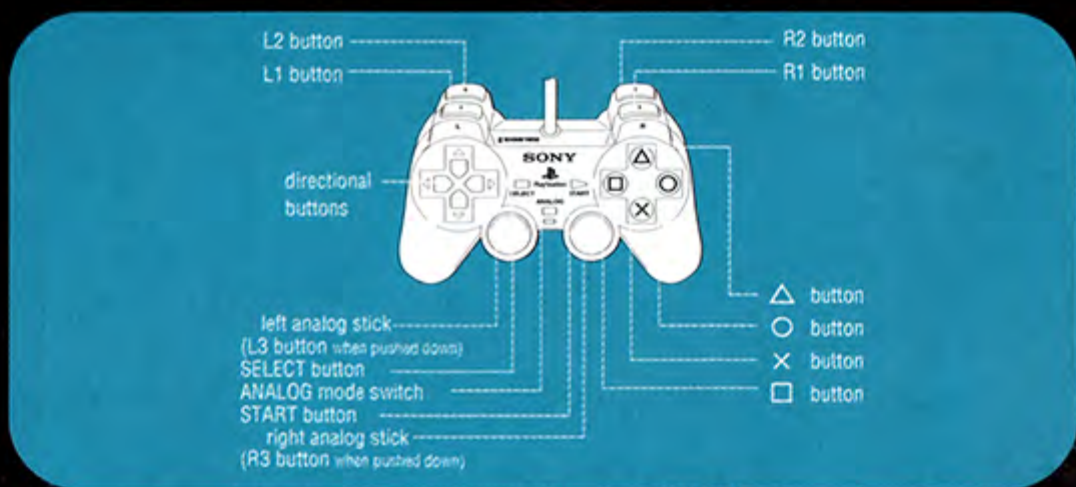 L2 button
L1 button
R2 button
R1 button
SONY
PlayStation
SELECT
START
ANALOG
directional
buttons
left analog stick
(L3 button when pushed down)
SELECT button
ANALOG mode switch
START button
right analog stick
(R3 button when pushed down)
△ button
○ button
✕ button
□ button